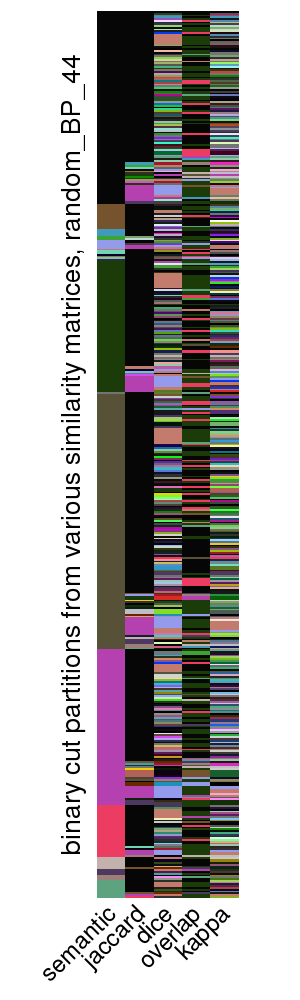 binary cut partitions from various similarity matrices, random_BP_44
semantic
jaccard
dice
overlap
kappa